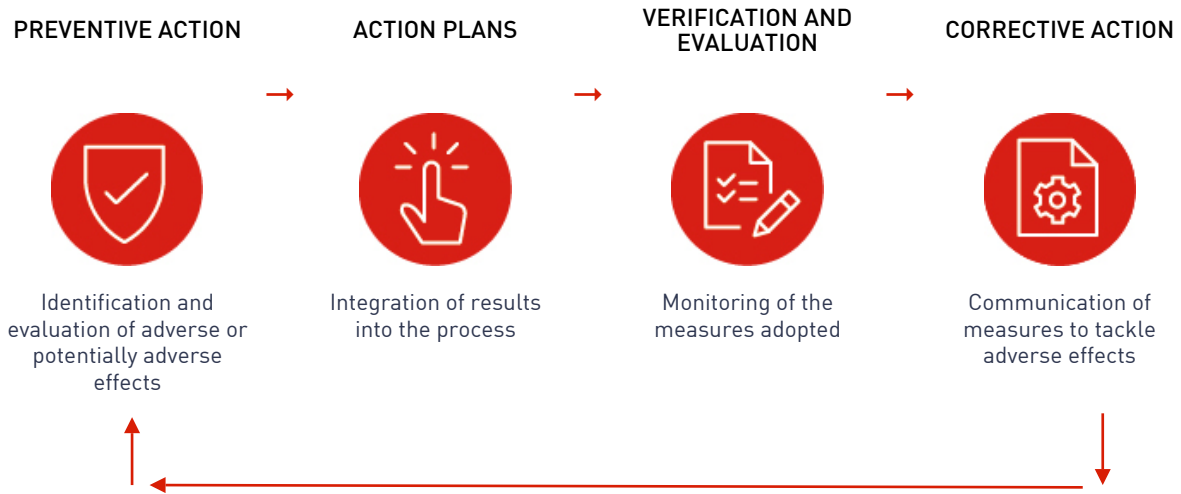 PREVENTIVE ACTION
ACTION PLANS
VERIFICATION AND
EVALUATION
CORRECTIVE ACTION
Identification and
evaluation of adverse or
potentially adverse
effects
Integration of results
into the process
Monitoring of the
measures adopted
Communication of
measures to tackle
adverse effects